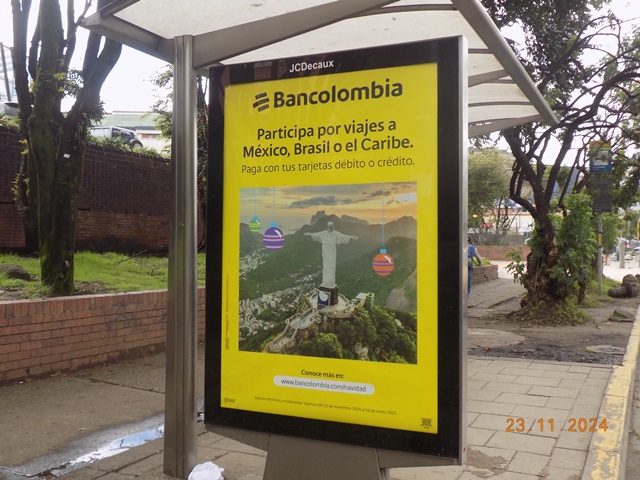 JCDecaux
Bancolombia
Participa por viajes a
México, Brasil o el Caribe.
Paga con tus tarjetas débito o crédito.
Conoce más en:
www.bancolombia.com/navidad
23 11 2024